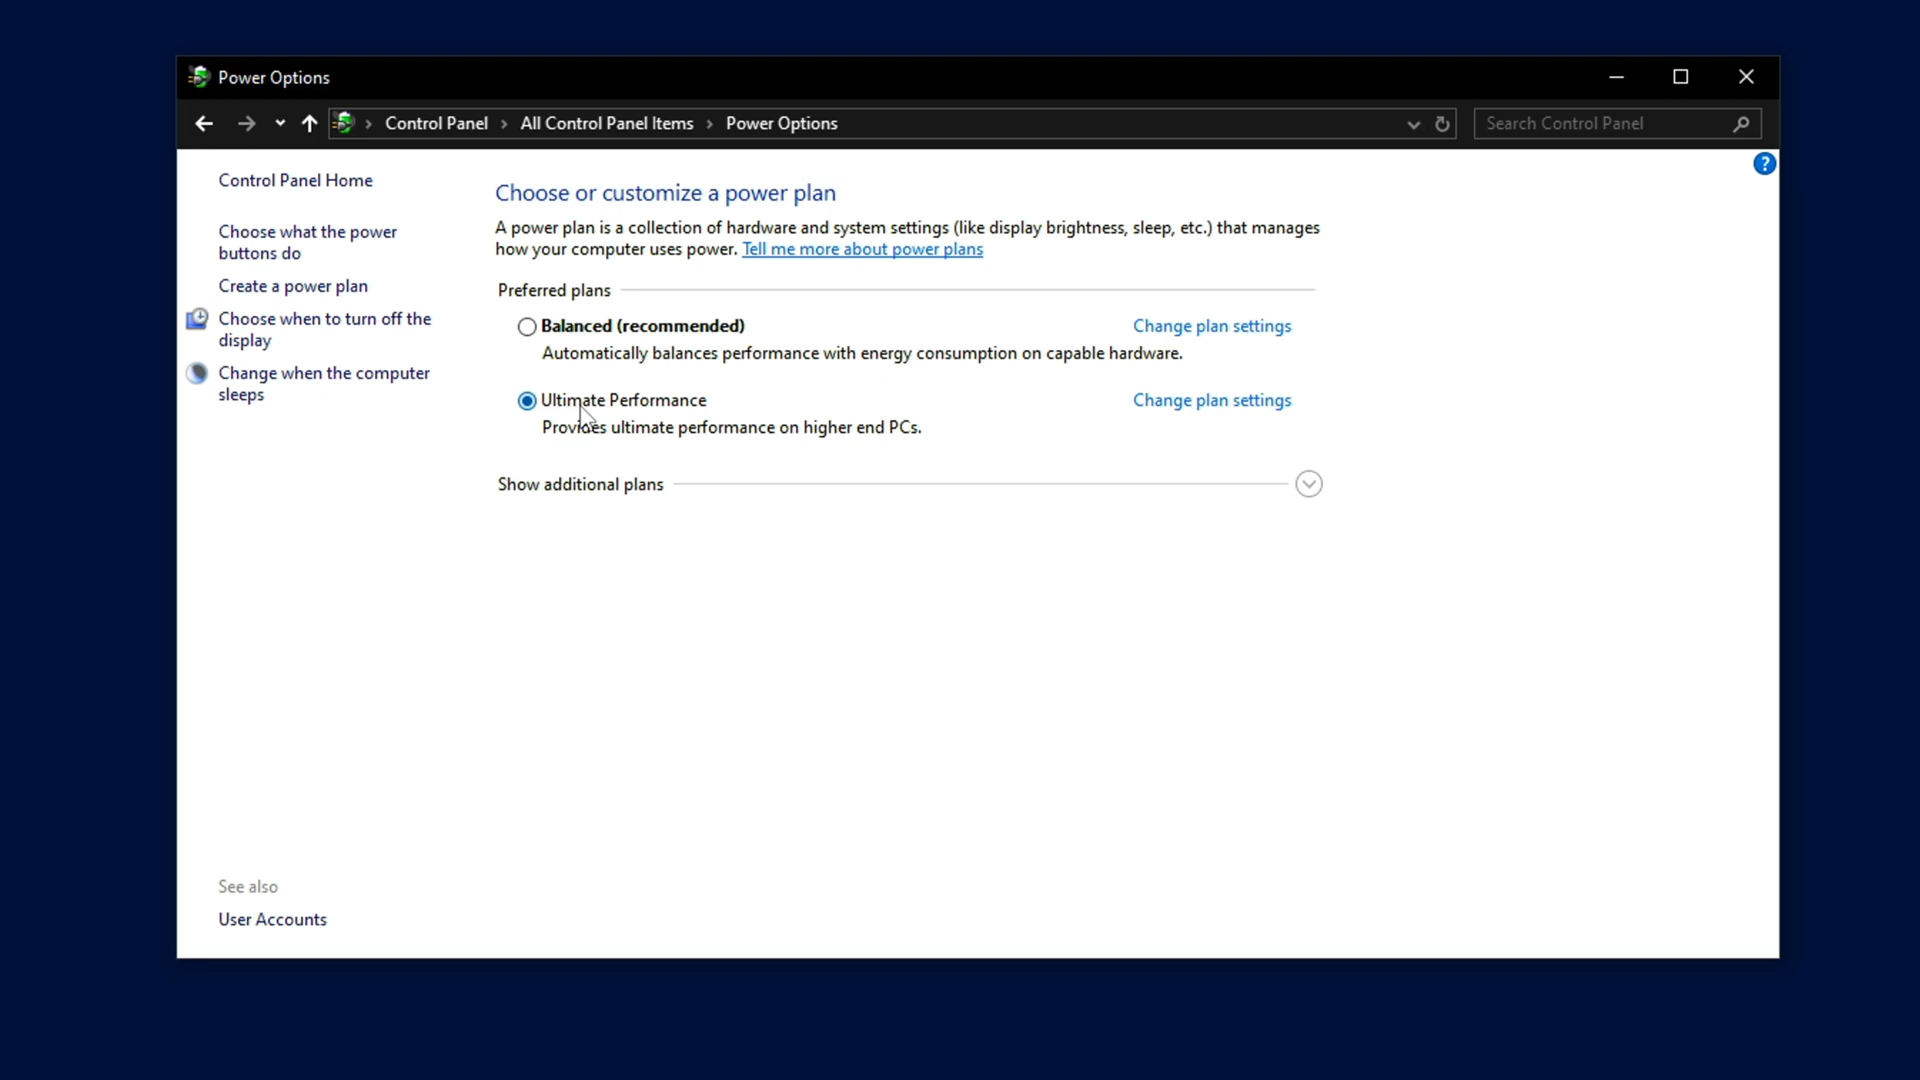 Power Options
Control Panel > All Control Panel Items > Power Options
Search Control Panel
?
Control Panel Home
Choose what the power
buttons do
Create a power plan
Choose when to turn off the
display
Change when the computer
sleeps
Choose or customize a power plan
A power plan is a collection of hardware and system settings (like display brightness, sleep, etc.) that manages
how your computer uses power. Tell me more about power plans
Preferred plans
Balanced (recommended) Change plan settings
Automatically balances performance with energy consumption on capable hardware.
Ultimate Performance Change plan settings
Provides ultimate performance on higher end PCs.
Show additional plans
See also
User Accounts